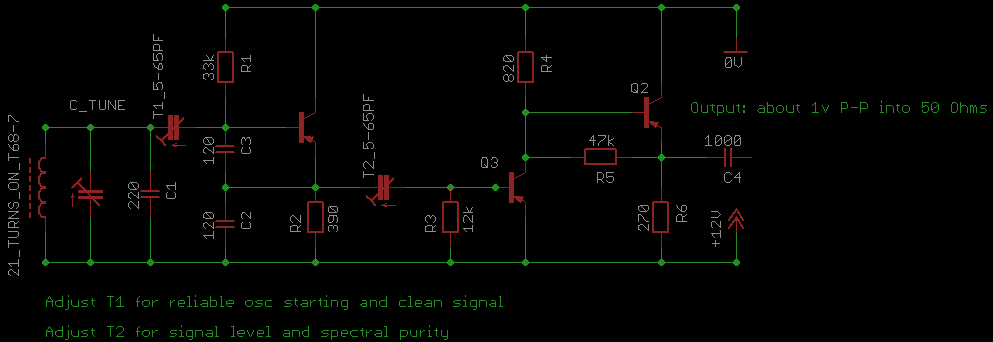 T1_5-65PF
33k
R1
C_TUNE
820
R4
0V
Q2
Output: about 1v P-P into 50 Ohms
T2_5-65PF
21_TURNS_ON_T68-7
120
C3
Q3
47k
R5
1000
C4
220
C1
120
C2
R2
390
R3
12k
270
R6
+12V
Adjust T1 for reliable osc starting and clean signal
Adjust T2 for signal level and spectral purity